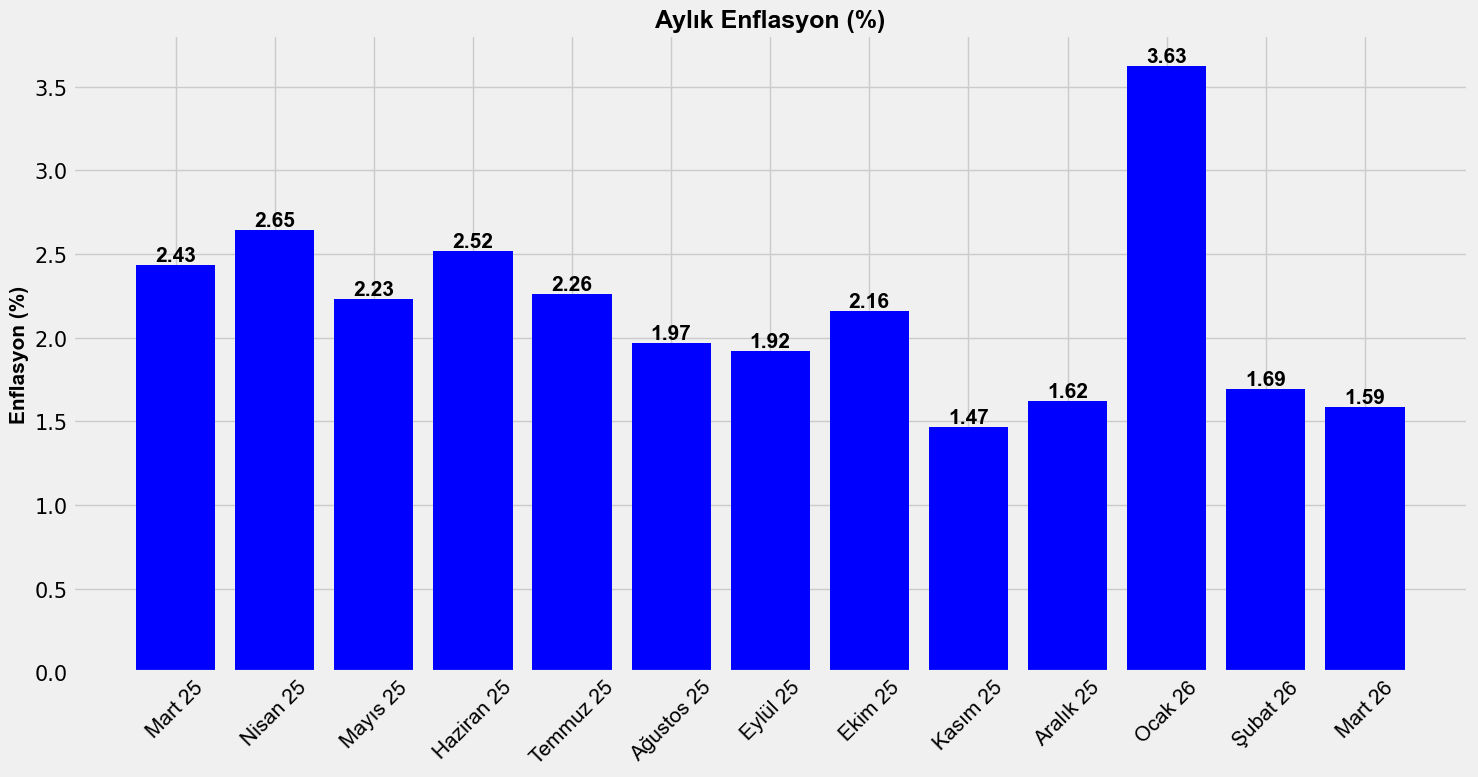 Aylık Enflasyon (%)
Enflasyon (%)
3.5
3.0
2.5
2.0
1.5
1.0
0.5
0.0
2.43
2.65
2.23
2.52
2.26
1.97
1.92
2.16
1.47
1.62
3.63
1.69
1.59
Mart 25
Nisan 25
Mayıs 25
Haziran 25
Temmuz 25
Ağustos 25
Eylül 25
Ekim 25
Kasım 25
Aralık 25
Ocak 26
Şubat 26
Mart 26